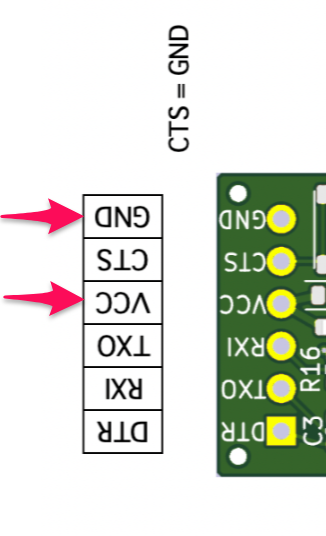 CTS = GND
GND
CTS
VCC
TXO
RXI
DTR
GND
CTS
VCC
RXI
TXO
DTR
R16
C3